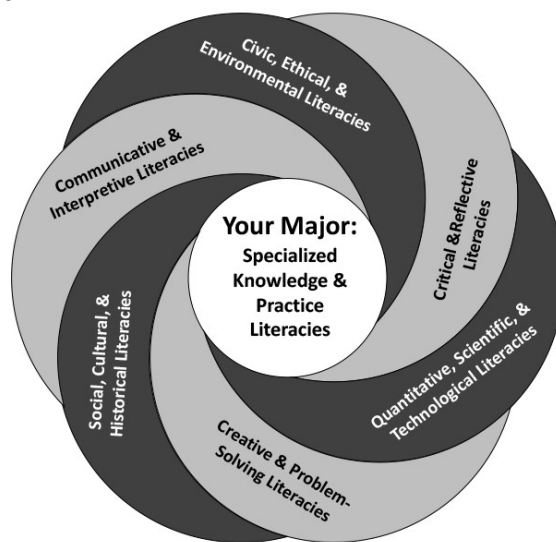 Civic, Ethical, &
Environmental Literacies
Communicative &
Interpretive Literacies
Your Major:
Specialized
Knowledge &
Practice
Literacies
Critical &Reflective
Literacies
Social, Cultural, &
Historical Literacies
Quantitative, Scientific, &
Technological Literacies
Creative & Problem-
Solving Literacies